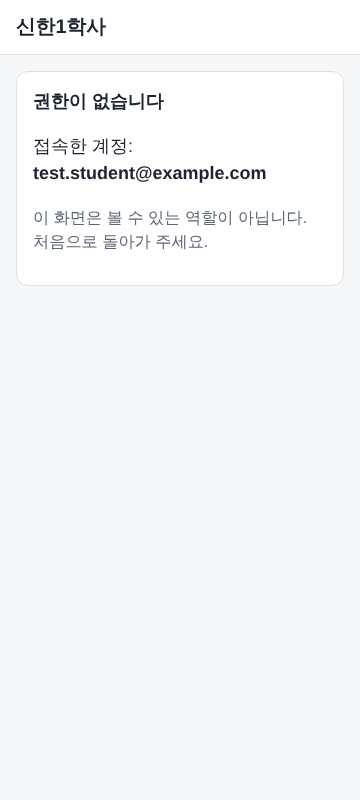 신한1학사
권한이 없습니다
접속한 계정:
test.student@example.com
이 화면은 볼 수 있는 역할이 아닙니다.
처음으로 돌아가 주세요.